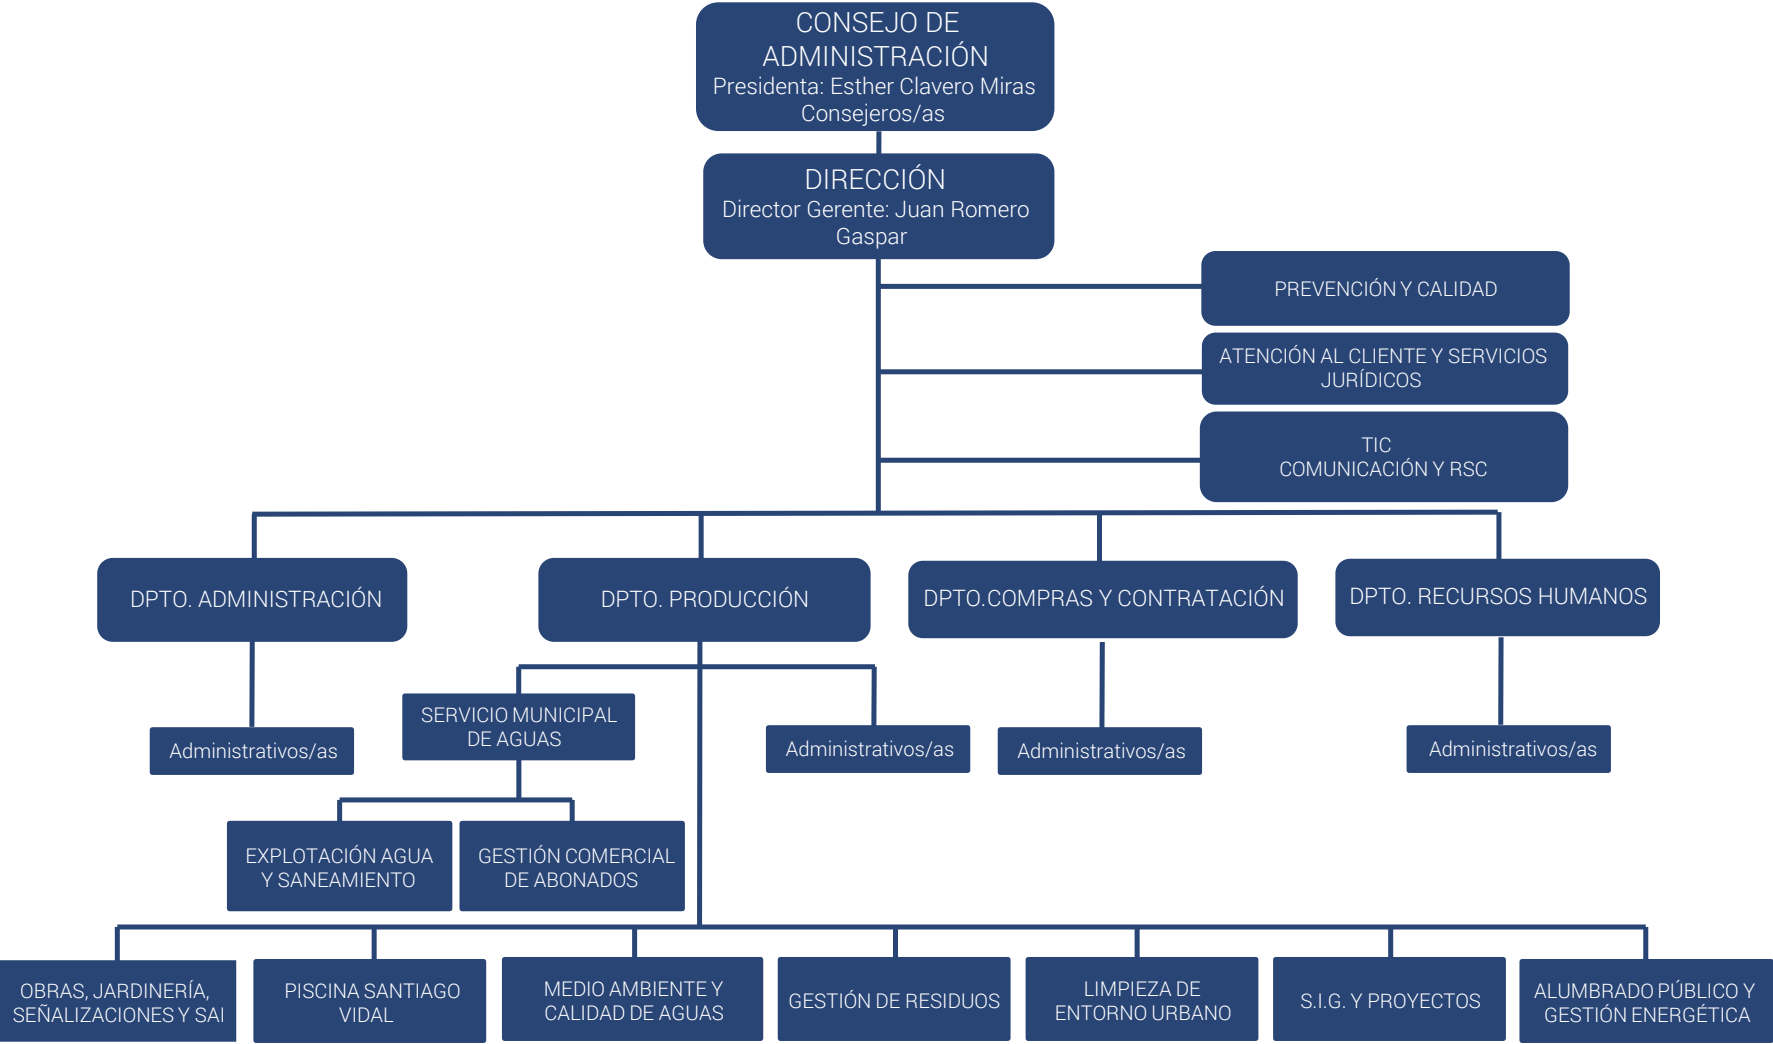 CONSEJO DE
ADMINISTRACIÓN
Presidenta: Esther Clavero Miras
Consejeros/as
DIRECCIÓN
Director Gerente: Juan Romero
Gaspar
PREVENCIÓN Y CALIDAD
ATENCIÓN AL CLIENTE Y SERVICIOS
JURÍDICOS
TIC
COMUNICACIÓN Y RSC
DPTO. ADMINISTRACIÓN
DPTO. PRODUCCIÓN
DPTO.COMPRAS Y CONTRATACIÓN
DPTO. RECURSOS HUMANOS
SERVICIO MUNICIPAL
DE AGUAS
Administrativos/as
Administrativos/as
Administrativos/as
Administrativos/as
EXPLOTACIÓN AGUA
Y SANEAMIENTO
GESTIÓN COMERCIAL
DE ABONADOS
OBRAS, JARDINERÍA,
SEÑALIZACIONES Y SAI
PISCINA SANTIAGO
VIDAL
MEDIO AMBIENTE Y
CALIDAD DE AGUAS
GESTIÓN DE RESIDUOS
LIMPIEZA DE
ENTORNO URBANO
S.I.G. Y PROYECTOS
ALUMBRADO PÚBLICO Y
GESTIÓN ENERGÉTICA